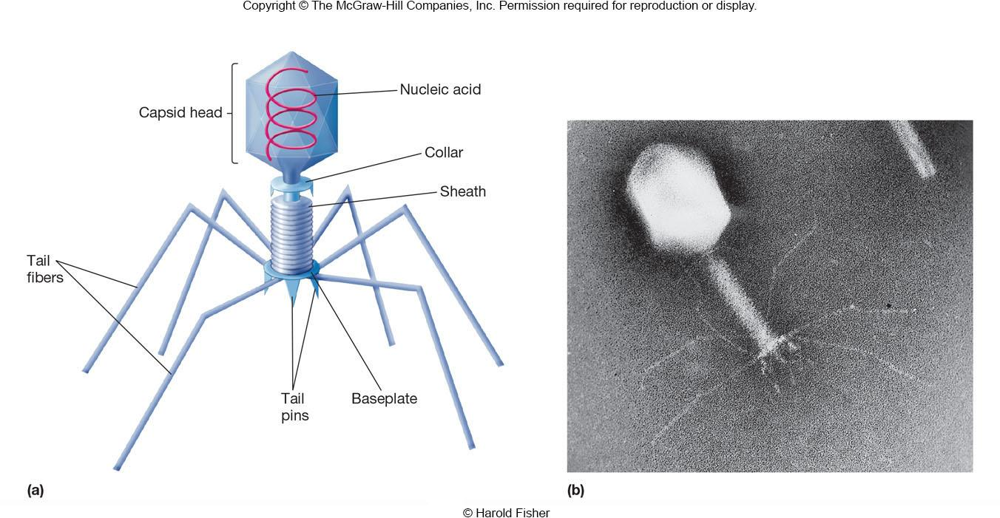 Copyright © The McGraw-Hill Companies, Inc. Permission required for reproduction or display.
Nucleic acid
Capsid head
Collar
Sheath
Tail
fibers
Tail
pins
Baseplate
(a)
(b)
© Harold Fisher